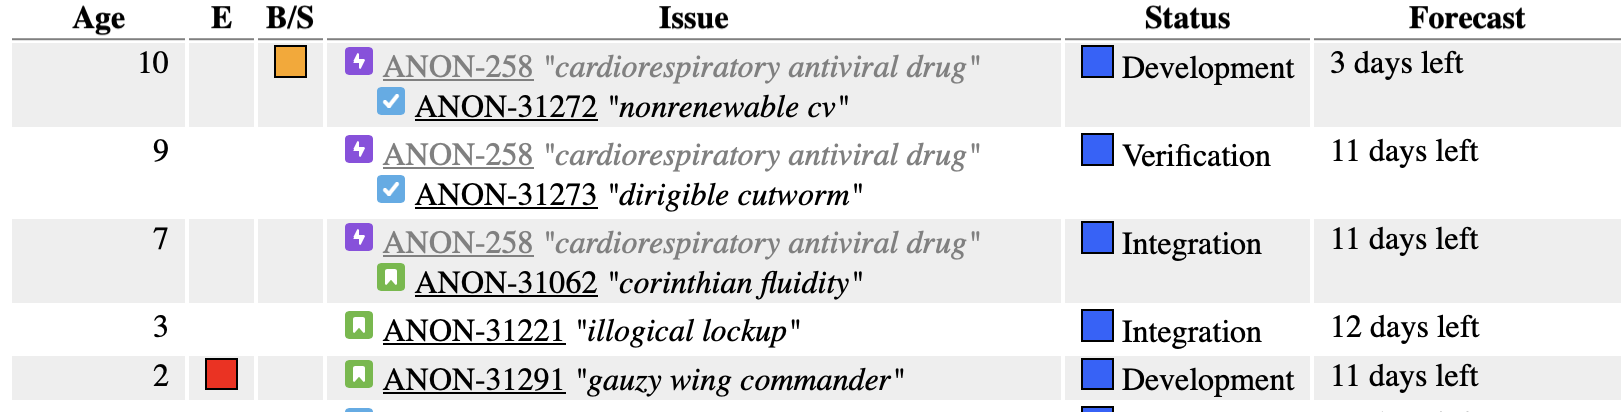 Age E B/S Issue Status Forecast
10 ANON-258 "cardiorespiratory antiviral drug" Development 3 days left
ANON-31272 "nonrenewable cv"
9 ANON-258 "cardiorespiratory antiviral drug" Verification 11 days left
ANON-31273 "dirigible cutworm"
7 ANON-258 "cardiorespiratory antiviral drug" Integration 11 days left
ANON-31062 "corinthian fluidity"
3 ANON-31221 "illogical lockup" Integration 12 days left
2 ANON-31291 "gauzy wing commander" Development 11 days left